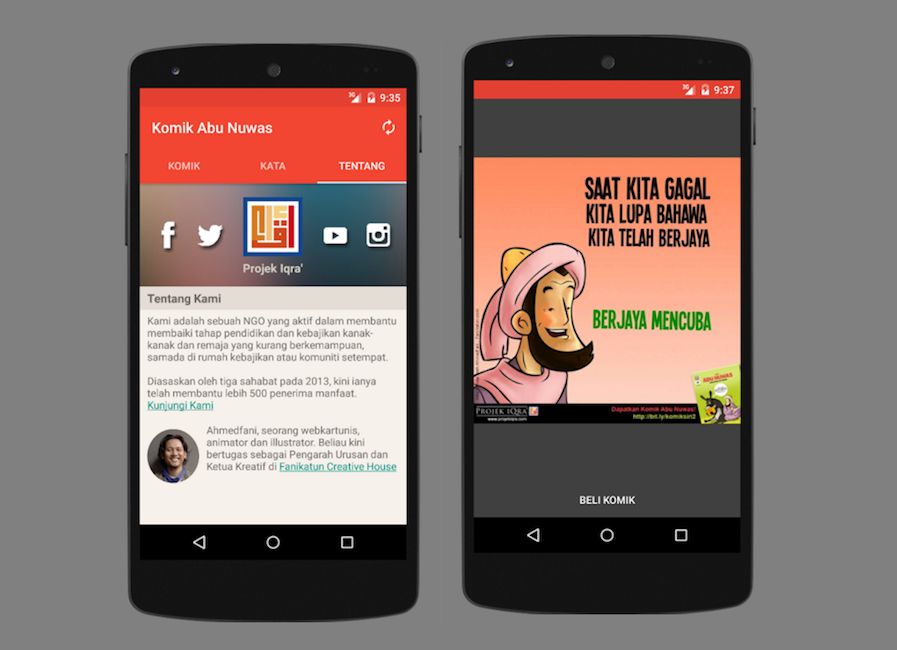 3G 9:35
Komik Abu Nuwas
KOMIK KATA TENTANG
Projek Iqra'
Tentang Kami
Kami adalah sebuah NGO yang aktif dalam membantu
membaiki tahap pendidikan dan kebajikan kanak-
kanak dan remaja yang kurang berkemampuan,
samada di rumah kebajikan atau komuniti setempat.
Diasaskan oleh tiga sahabat pada 2013, kini ianya
telah membantu lebih 500 penerima manfaat.
Kunjungi Kami
Ahmedfani, seorang webkartunis,
animator dan illustrator. Beliau kini
bertugas sebagai Pengarah Urusan dan
Ketua Kreatif di Fanikatun Creative House
3G 9:37
SAAT KITA GAGAL
KITA LUPA BAHAWA
KITA TELAH BERJAYA
BERJAYA MENCUBA
ABU NUWAS
PROJEK IQRA
www.projekiqra.com
Dapatkan Komik Abu Nuwas!
http://bit.ly/komiksiri2
BELI KOMIK